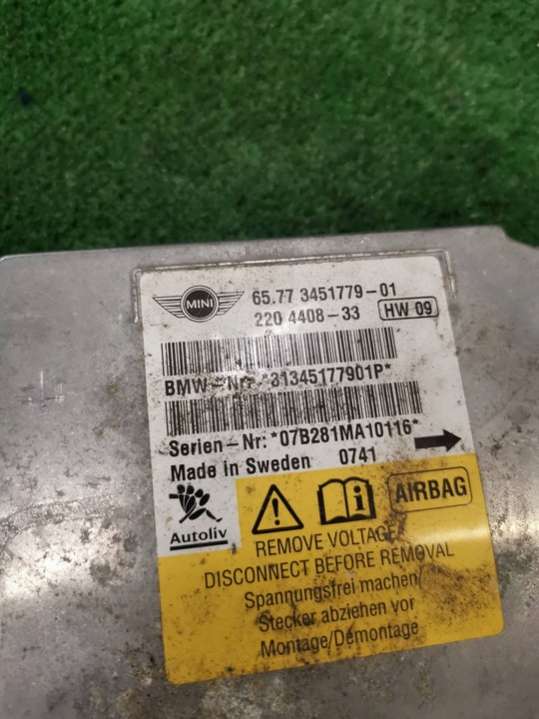 MINI
65.77 3451779-01
220 4408-33 HW 09
BMW-Nr: *31345177901P*
Serien-Nr: *07B281MA10116*
Made in Sweden 0741
Autoliv
AIRBAG
REMOVE VOLTAGE/
DISCONNECT BEFORE REMOVAL
Spannungsfrei machen/
Stecker abziehen vor
Montage/Demontage